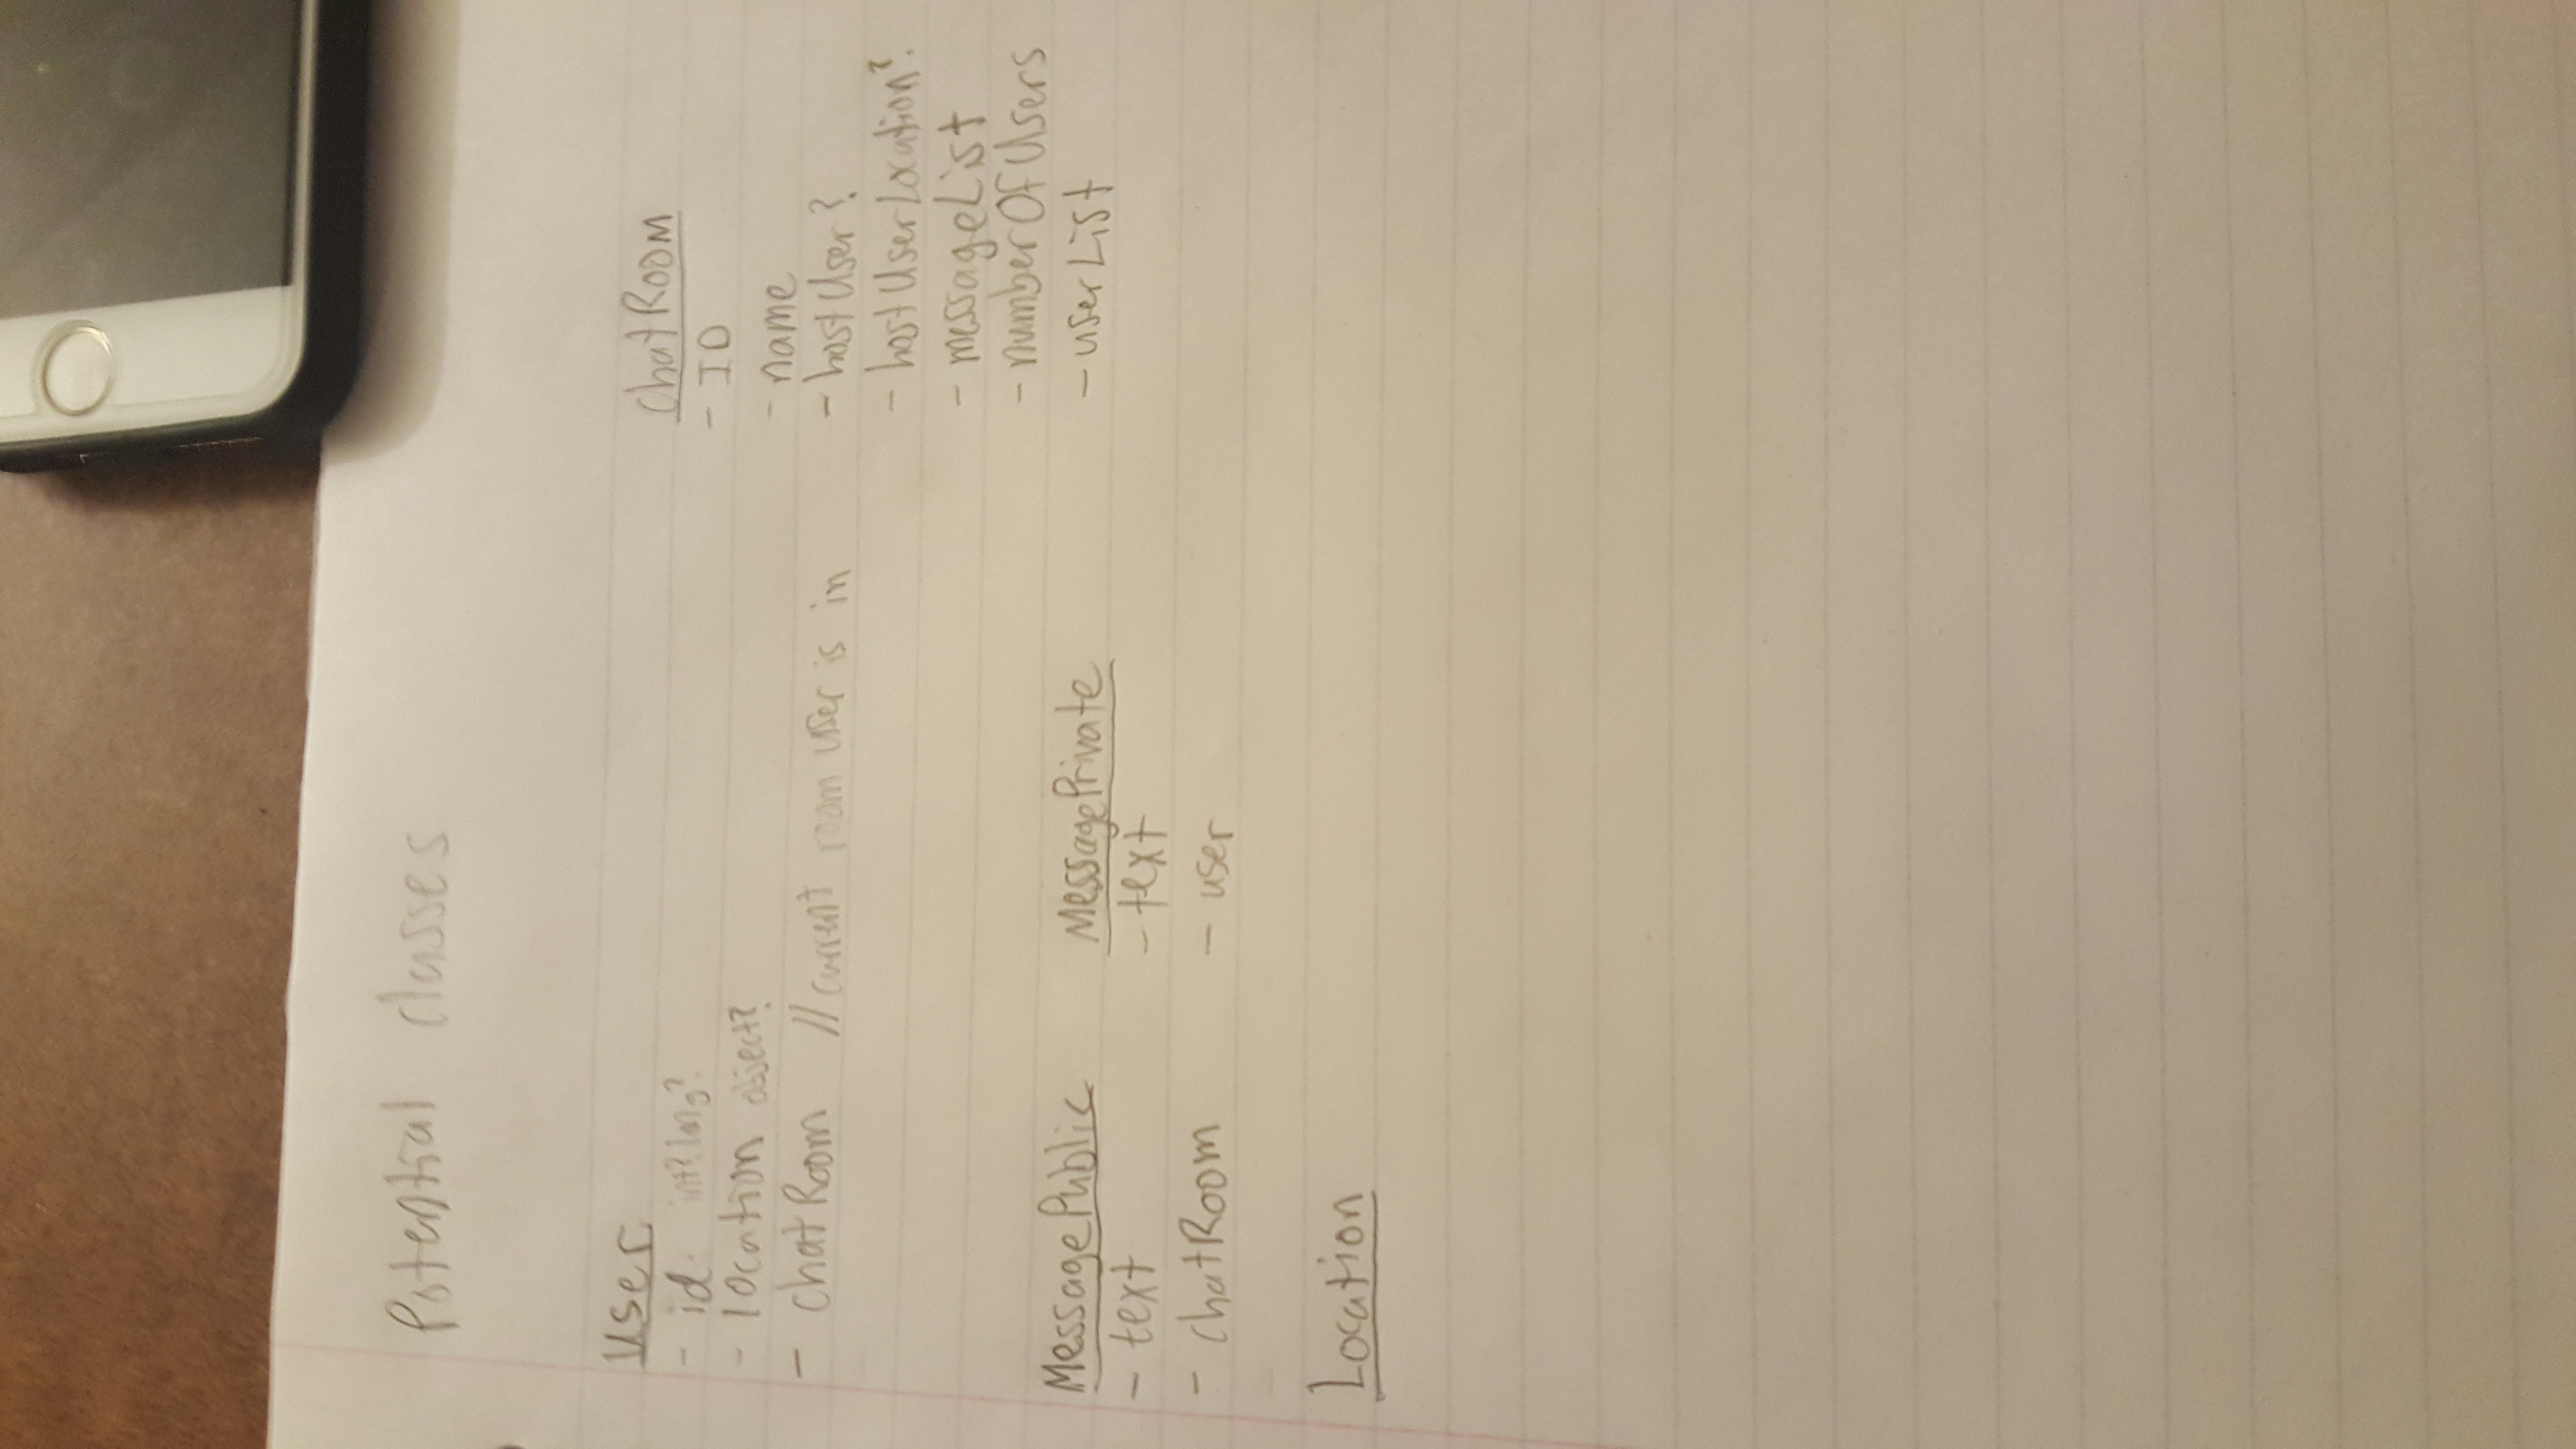 Potential classes
User
- id int? long?
- location object?
- chatRoom // current room user is in
ChatRoom
- ID
- name
- hostUser?
- hostUserLocation?
- messageList
- numberOfUsers
- userList
MessagePublic
- text
- chatRoom
MessagePrivate
- text
- user
Location